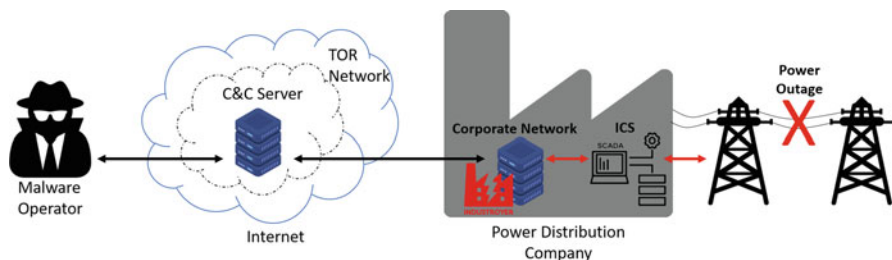 TOR
Network
C&C Server
Malware
Operator
Internet
Corporate Network
ICS
SCADA
INDUSTROYER
Power Distribution
Company
Power
Outage